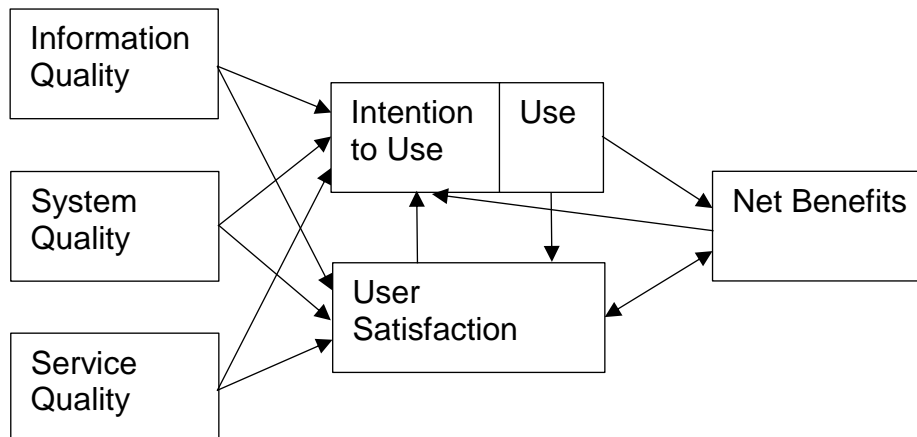 Information
Quality
Intention
to Use
Use
System
Quality
Net Benefits
User
Satisfaction
Service
Quality